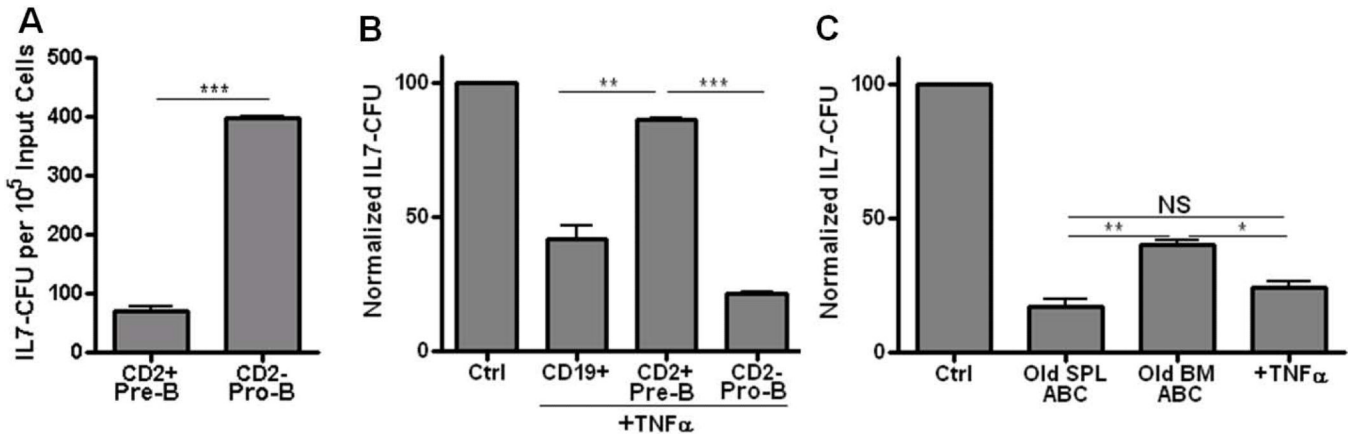 A
IL7-CFU per 10⁵ Input Cells
500
400
300
200
100
0
***
CD2+
Pre-B
CD2-
Pro-B
B
Normalized IL7-CFU
100
50
0
**
***
Ctrl
CD19+
CD2+
Pre-B
CD2-
Pro-B
+TNFα
C
Normalized IL7-CFU
100
50
0
NS
**
*
Ctrl
Old SPL
ABC
Old BM
ABC
+TNFα